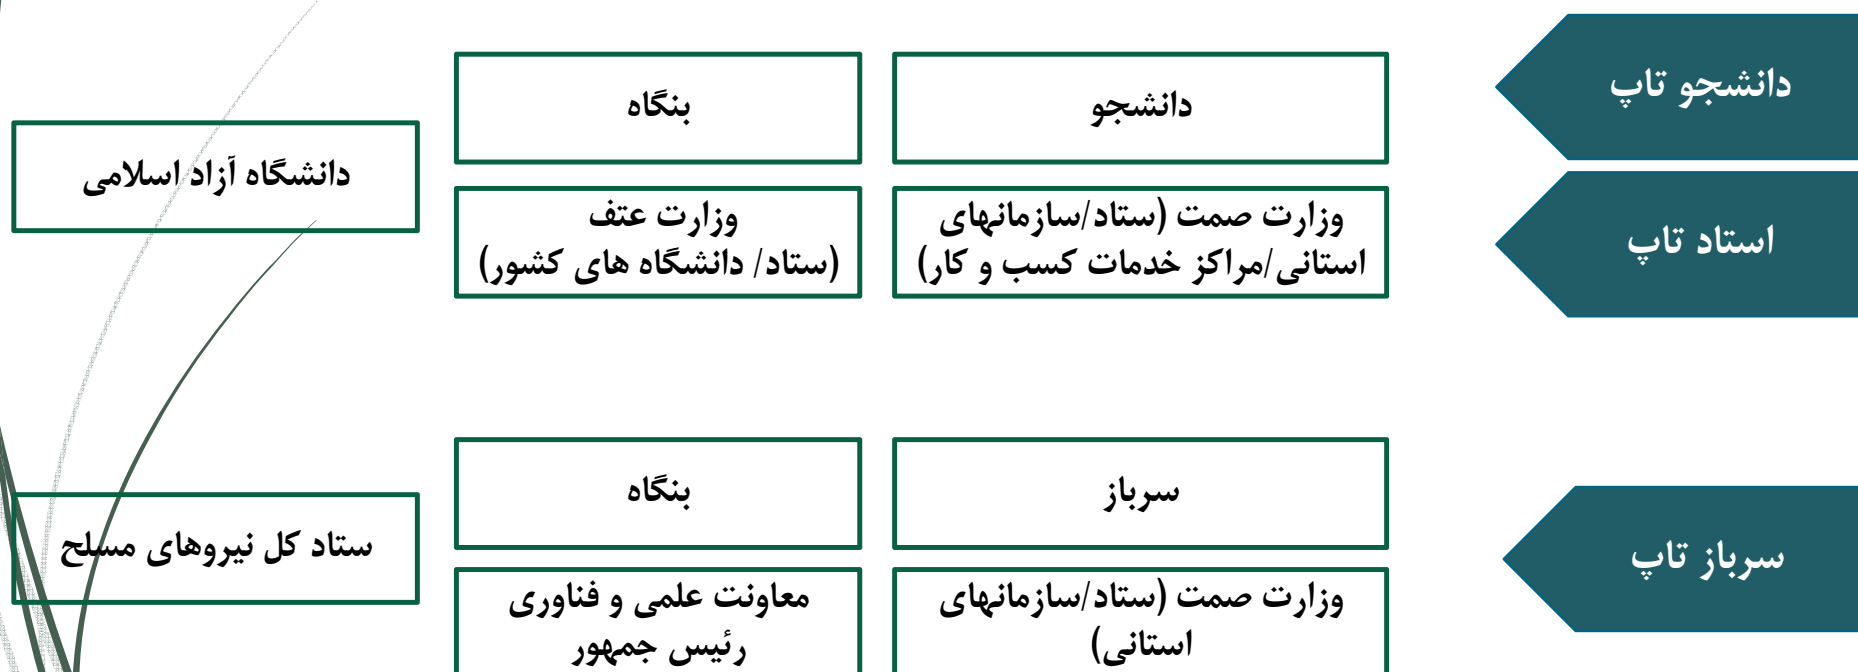 دانشجو تاپ
دانشجو
بنگاه
دانشگاه آزاد اسلامی
استاد تاپ
وزارت صمت (ستاد/سازمانهای
استانی/مراکز خدمات کسب و کار)
وزارت عتف
(ستاد/ دانشگاه های کشور)
سرباز تاپ
سرباز
بنگاه
ستاد کل نیروهای مسلح
وزارت صمت (ستاد/سازمانهای
استانی)
معاونت علمی و فناوری
رئیس جمهور